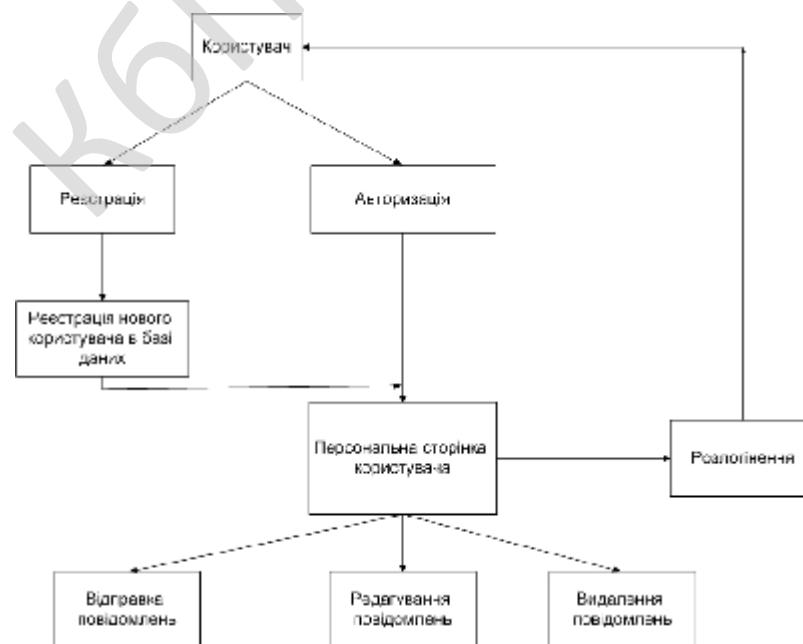 Користувач
Реєстрація
Авторизація
Реєстрація нового
користувача в базі
даних
Персональна сторінка
користувача
Розлогінення
Відправка
повідомлень
Редагування
повідомлень
Видалення
повідомлень